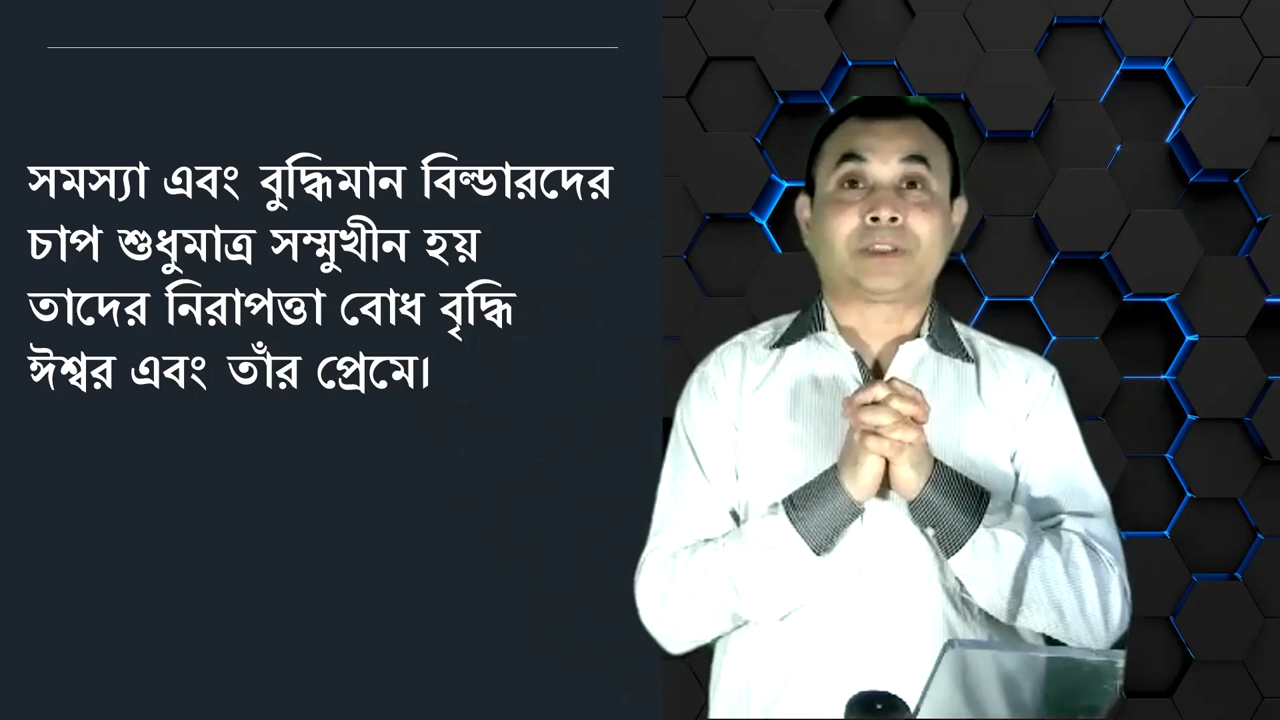 সমস্যা এবং বুদ্ধিমান বিল্ডারদের
চাপ শুধুমাত্র সম্মুখীন হয়
তাদের নিরাপত্তা বোধ বৃদ্ধি
ঈশ্বর এবং তাঁর প্রেমে।